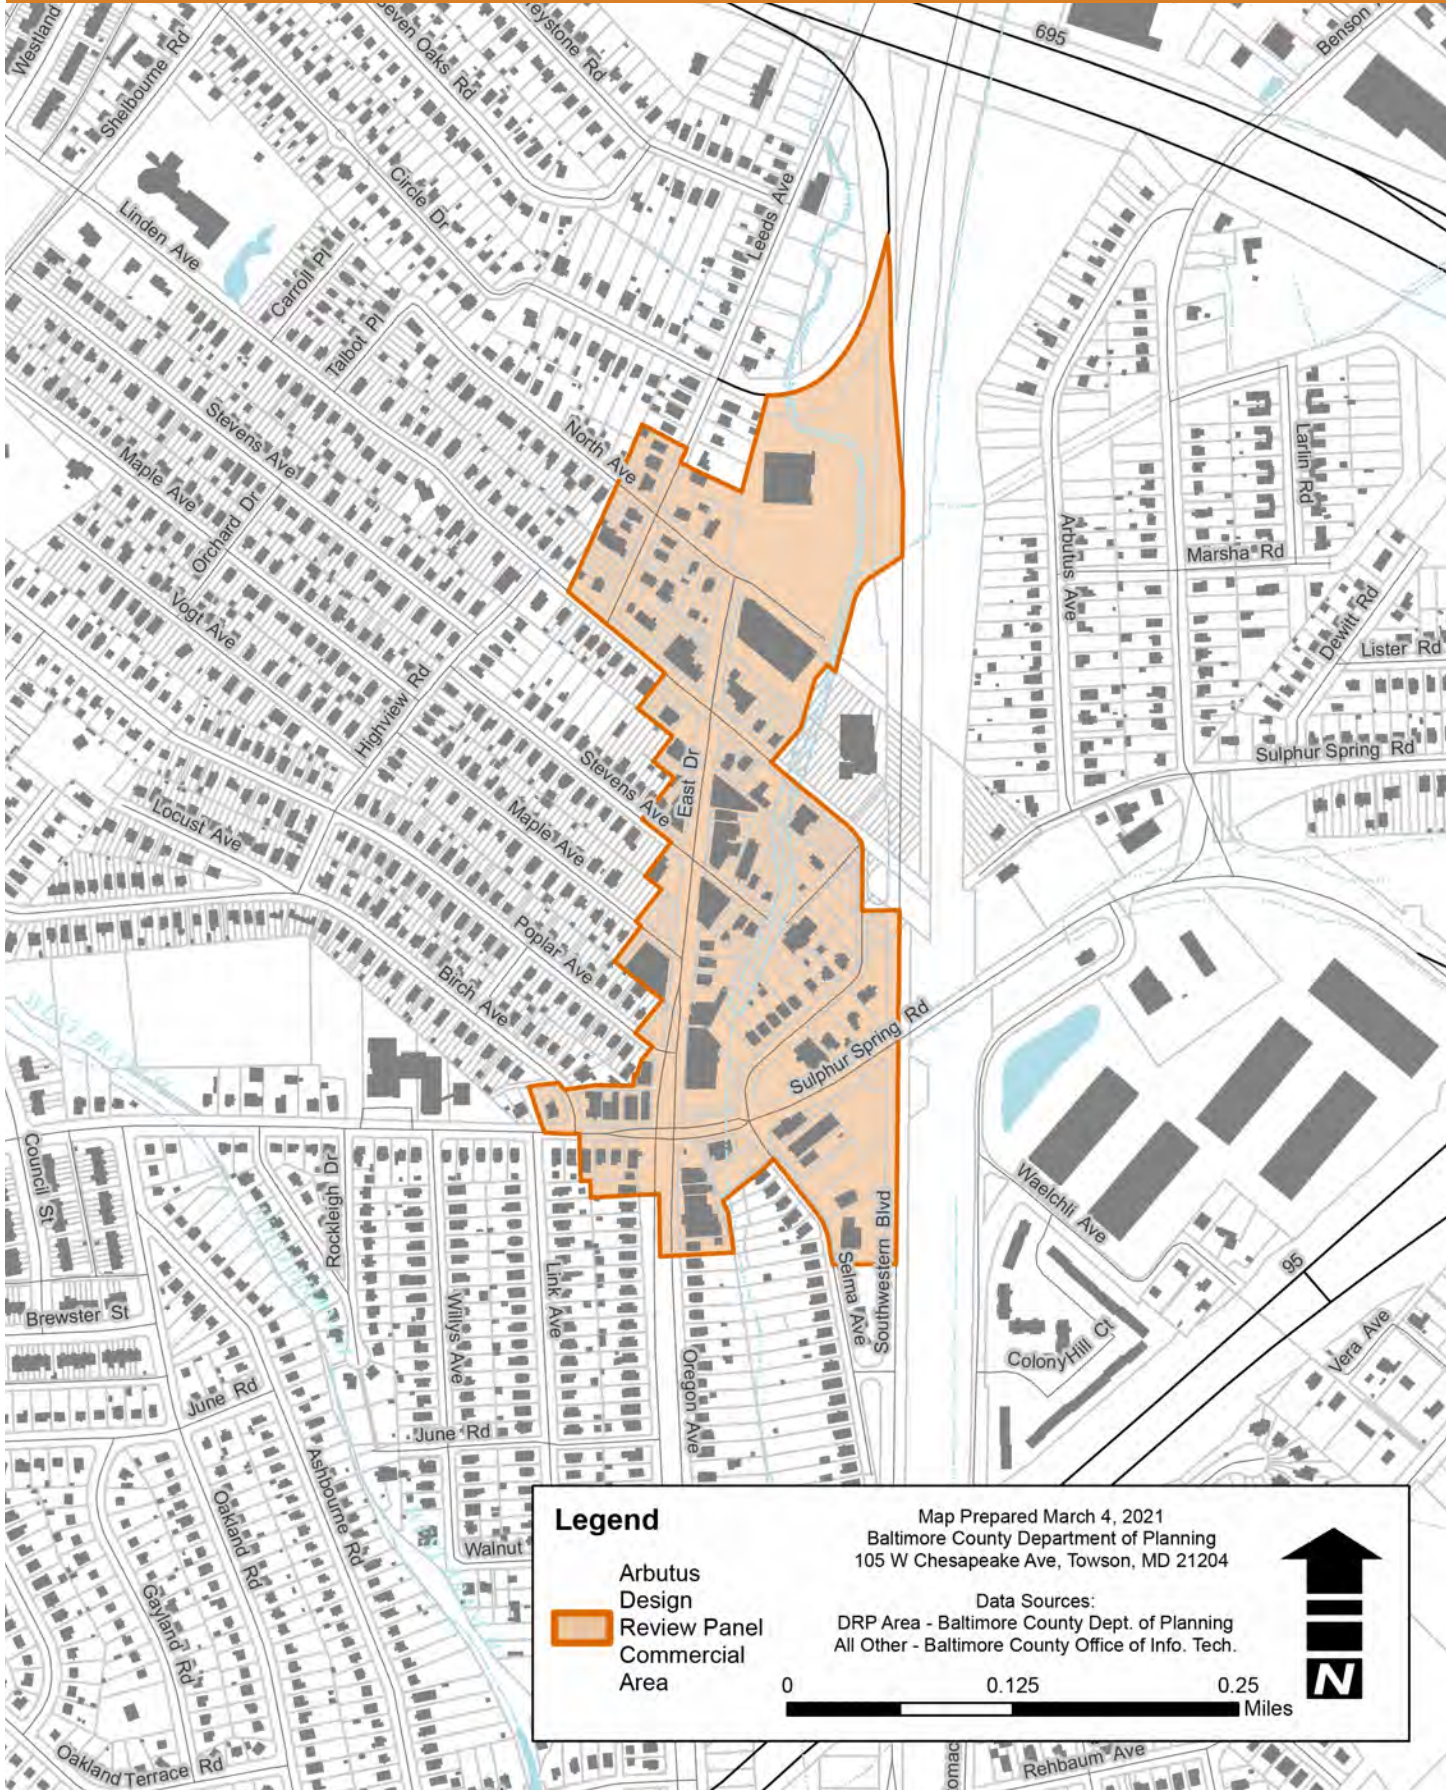 Westland
Shelbourne Rd
Seven Oaks Rd
Greystone Rd
695
Benson
Circle Dr
Leeds Ave
Linden Ave
Carroll Pl
Talbot Pl
North Ave
Stevens Ave
Maple Ave
Orchard Dr
Larlin Rd
Arbutus Ave
Marsha Rd
Vogt Ave
Dewitt Rd
Lister Rd
Highview Rd
Sulphur Spring Rd
East Dr
Stevens Ave
Locust Ave
Maple Ave
Poplar Ave
Birch Ave
Sulphur Spring Rd
Council St
Rockleigh Dr
Waelchli Ave
Southwestern Blvd
Selma Ave
95
Brewster St
Willys Ave
Link Ave
Colony Hill Ct
Vera Ave
Oregon Ave
June Rd
June Rd
Ashbourne Rd
Oakland Rd
Gayland Rd
Walnut
Oakland Terrace Rd
Rehbaum Ave
Legend
Arbutus
Design
Review Panel
Commercial
Area
Map Prepared March 4, 2021
Baltimore County Department of Planning
105 W Chesapeake Ave, Towson, MD 21204
Data Sources:
DRP Area - Baltimore County Dept. of Planning
All Other - Baltimore County Office of Info. Tech.
0 0.125 0.25
Miles
N